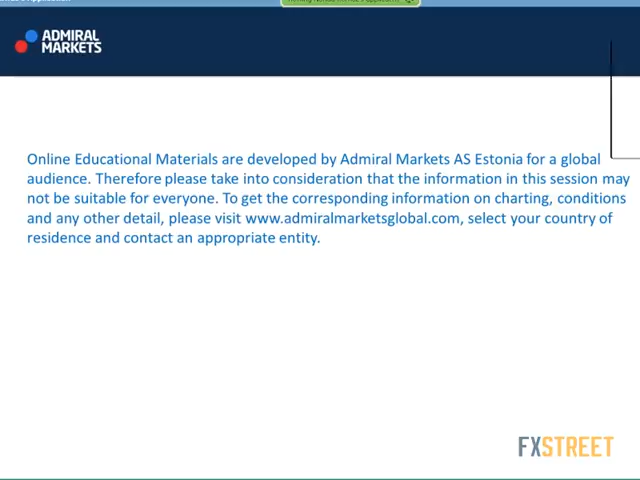 ADMIRAL
MARKETS
Online Educational Materials are developed by Admiral Markets AS Estonia for a global
audience. Therefore please take into consideration that the information in this session may
not be suitable for everyone. To get the corresponding information on charting, conditions
and any other detail, please visit www.admiralmarketsglobal.com, select your country of
residence and contact an appropriate entity.
FXSTREET